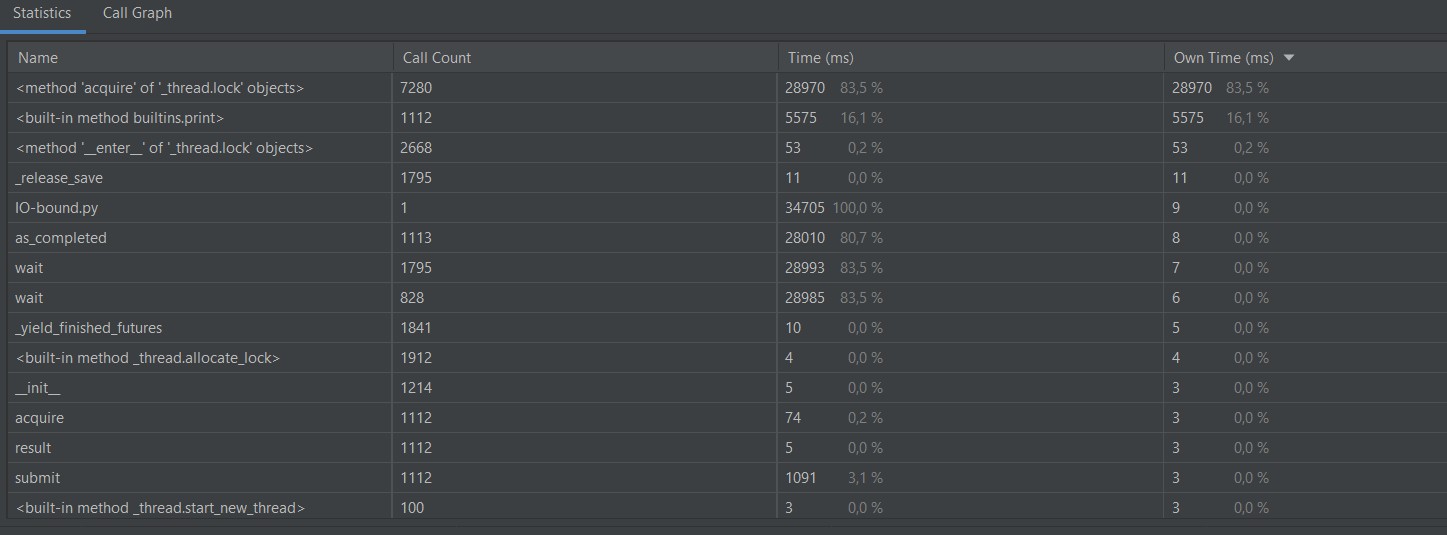 Statistics Call Graph
Name Call Count Time (ms) Own Time (ms)
<method 'acquire' of '_thread.lock' objects> 7280 28970 83,5 % 28970 83,5 %
<built-in method builtins.print> 1112 5575 16,1 % 5575 16,1 %
<method '__enter__' of '_thread.lock' objects> 2668 53 0,2 % 53 0,2 %
_release_save 1795 11 0,0 % 11 0,0 %
IO-bound.py 1 34705 100,0 % 9 0,0 %
as_completed 1113 28010 80,7 % 8 0,0 %
wait 1795 28993 83,5 % 7 0,0 %
wait 828 28985 83,5 % 6 0,0 %
_yield_finished_futures 1841 10 0,0 % 5 0,0 %
<built-in method _thread.allocate_lock> 1912 4 0,0 % 4 0,0 %
__init__ 1214 5 0,0 % 3 0,0 %
acquire 1112 74 0,2 % 3 0,0 %
result 1112 5 0,0 % 3 0,0 %
submit 1112 1091 3,1 % 3 0,0 %
<built-in method _thread.start_new_thread> 100 3 0,0 % 3 0,0 %